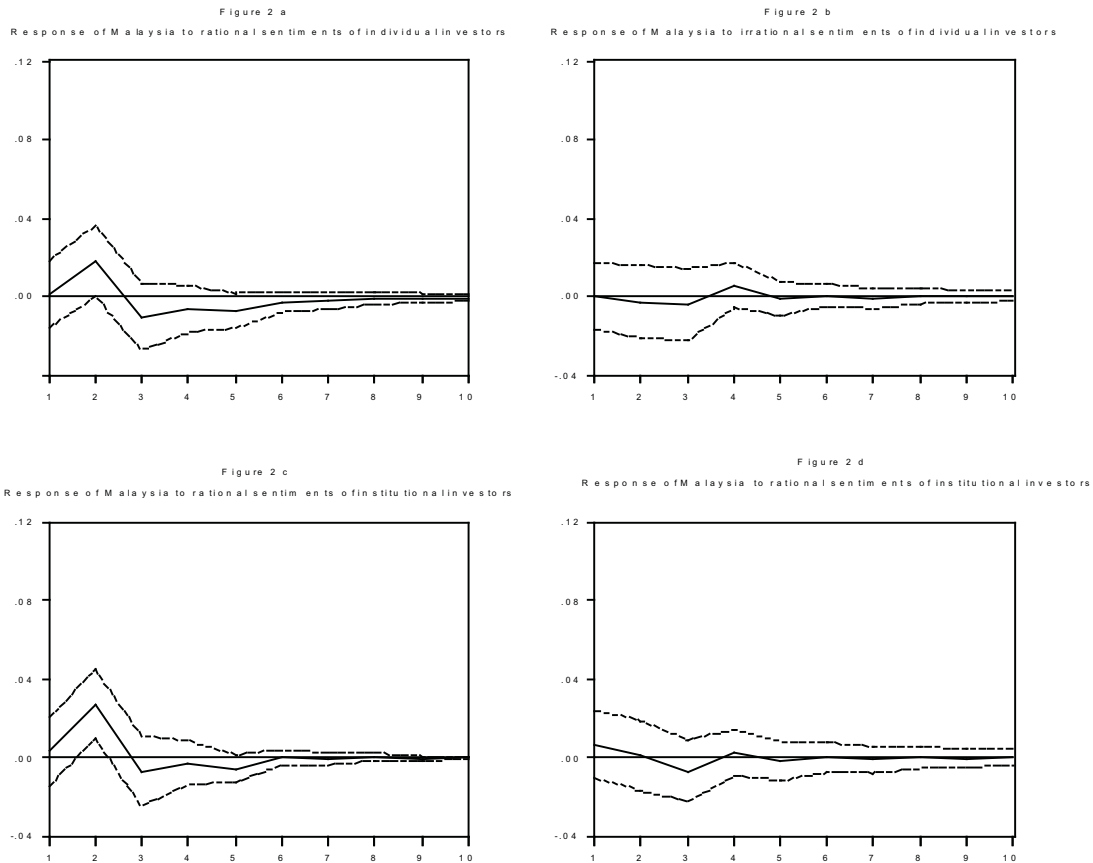 Figure 2 a
Response of Malaysia to rational sentiments of individual investors
.12
.08
.04
.00
1 2 3 4 5 6 7 8 9 10
Figure 2 b
Response of Malaysia to irrational sentiments of individual investors
.12
.08
.04
.00
-.04
1 2 3 4 5 6 7 8 9 10
Figure 2 c
Response of Malaysia to rational sentiments of institutional investors
.12
.08
.04
.00
-.04
1 2 3 4 5 6 7 8 9 10
Figure 2 d
Response of Malaysia to rational sentiments of institutional investors
.12
.08
.04
.00
-.04
1 2 3 4 5 6 7 8 9 10